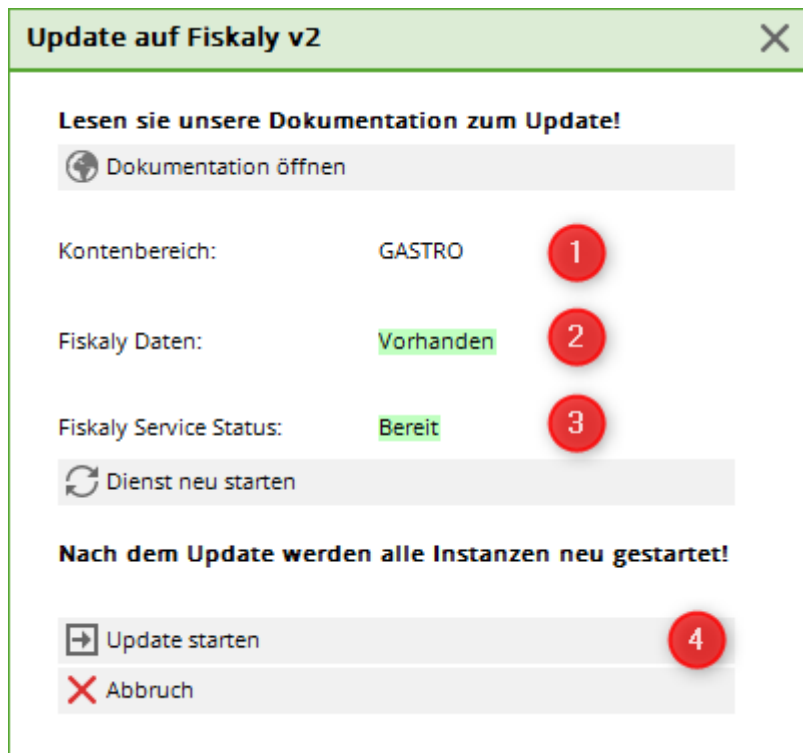 Update auf Fiskaly v2
Lesen sie unsere Dokumentation zum Update!
Dokumentation öffnen
Kontenbereich: GASTRO 1
Fiskaly Daten: Vorhanden 2
Fiskaly Service Status: Bereit 3
Dienst neu starten
Nach dem Update werden alle Instanzen neu gestartet!
Update starten 4
Abbruch